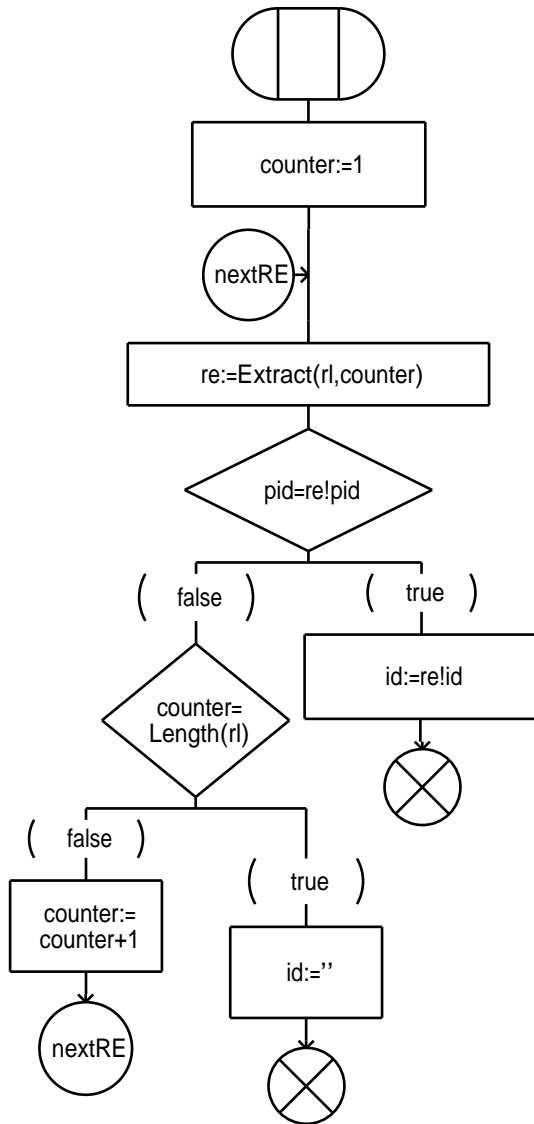 counter:=1
nextRE
re:=Extract(rl,counter)
pid=re!pid
( false )
( true )
id:=re!id
counter=
Length(rl)
( false )
( true )
counter:=
counter+1
id:=’’
nextRE